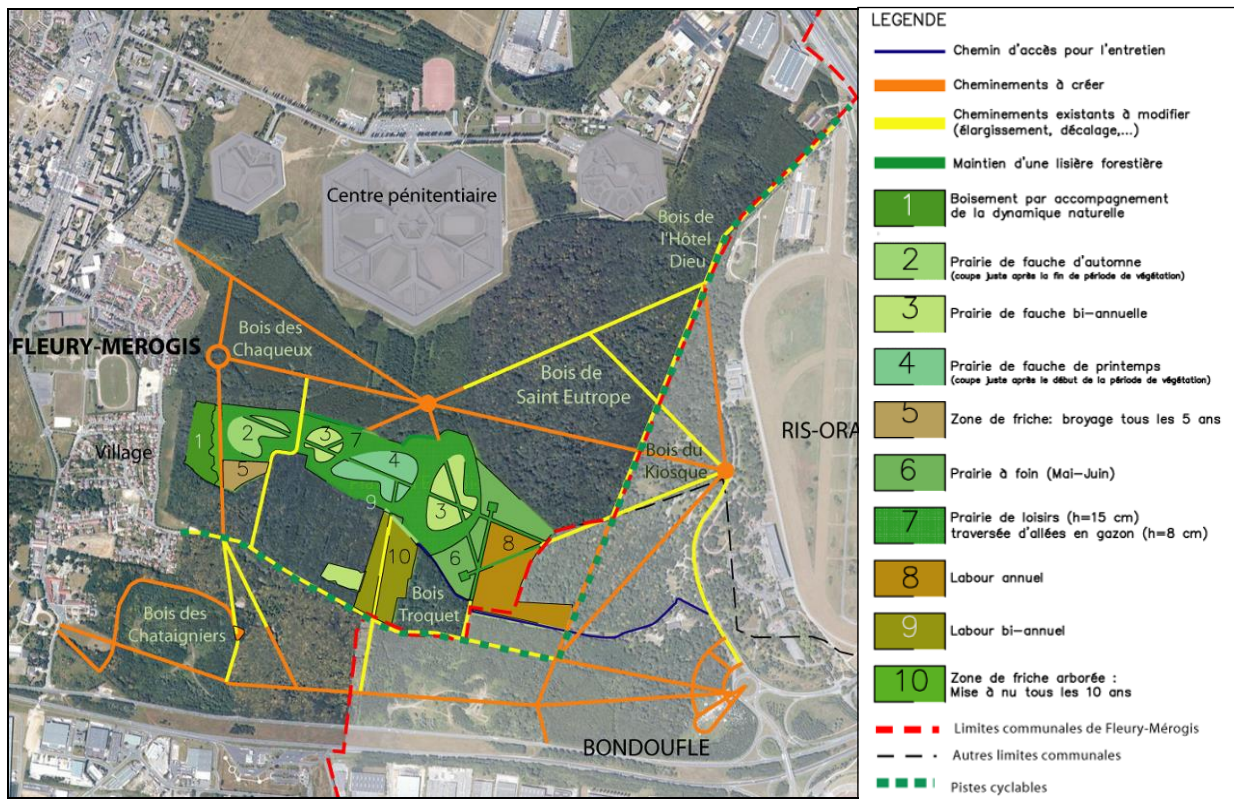 Centre pénitentiaire
Bois de
l'Hôtel
Dieu
Bois des
Chaqueux
FLEURY-MEROGIS
Bois de
Saint Eutrope
RIS-ORA
Bois du
Kiosque
Village
1
2
3
7
4
5
3
9
10
8
6
Bois
Troquet
Bois des
Chataigniers
BONDOUFLE
LEGENDE
Chemin d'accès pour l'entretien
Cheminements à créer
Cheminements existants à modifier
(élargissement, décalage,...)
Maintien d'une lisière forestière
1 Boisement par accompagnement
de la dynamique naturelle
2 Prairie de fauche d'automne
(coupe juste après la fin de période de végétation)
3 Prairie de fauche bi-annuelle
4 Prairie de fauche de printemps
(coupe juste après le début de la période de végétation)
5 Zone de friche: broyage tous les 5 ans
6 Prairie à foin (Mai-Juin)
7 Prairie de loisirs (h=15 cm)
traversée d'allées en gazon (h=8 cm)
8 Labour annuel
9 Labour bi-annuel
10 Zone de friche arborée :
Mise à nu tous les 10 ans
Limites communales de Fleury-Mérogis
Autres limites communales
Pistes cyclables